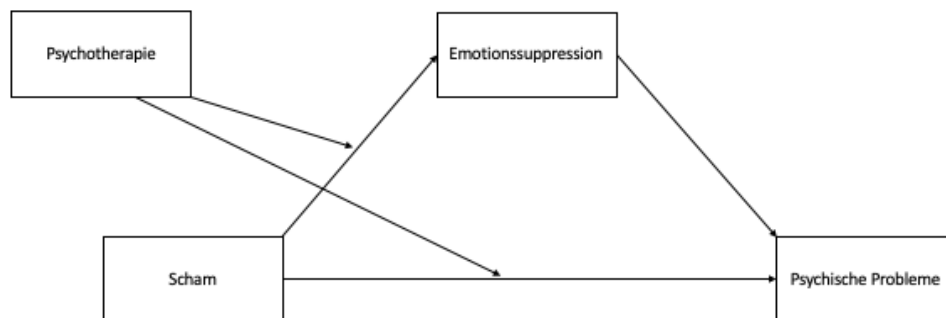 Psychotherapie
Emotionssuppression
Scham
Psychische Probleme